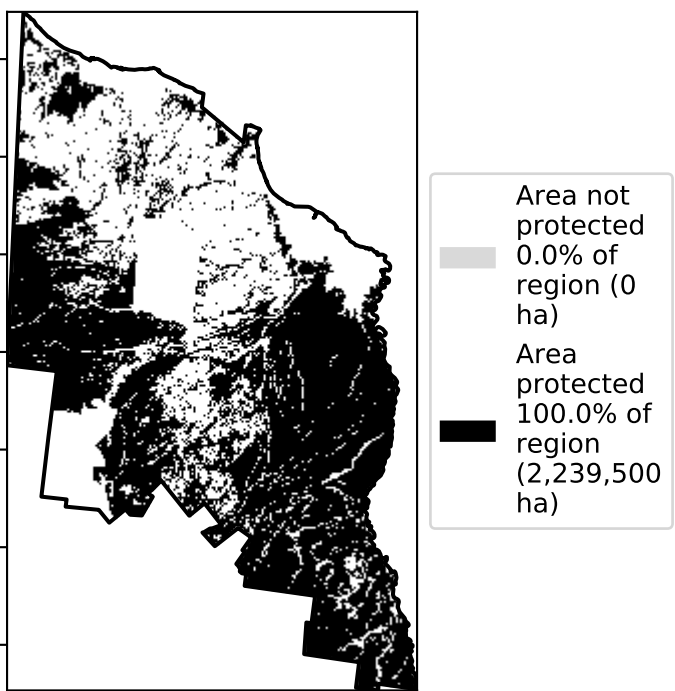 Area not
protected
0.0% of
region (0
ha)
Area
protected
100.0% of
region
(2,239,500
ha)